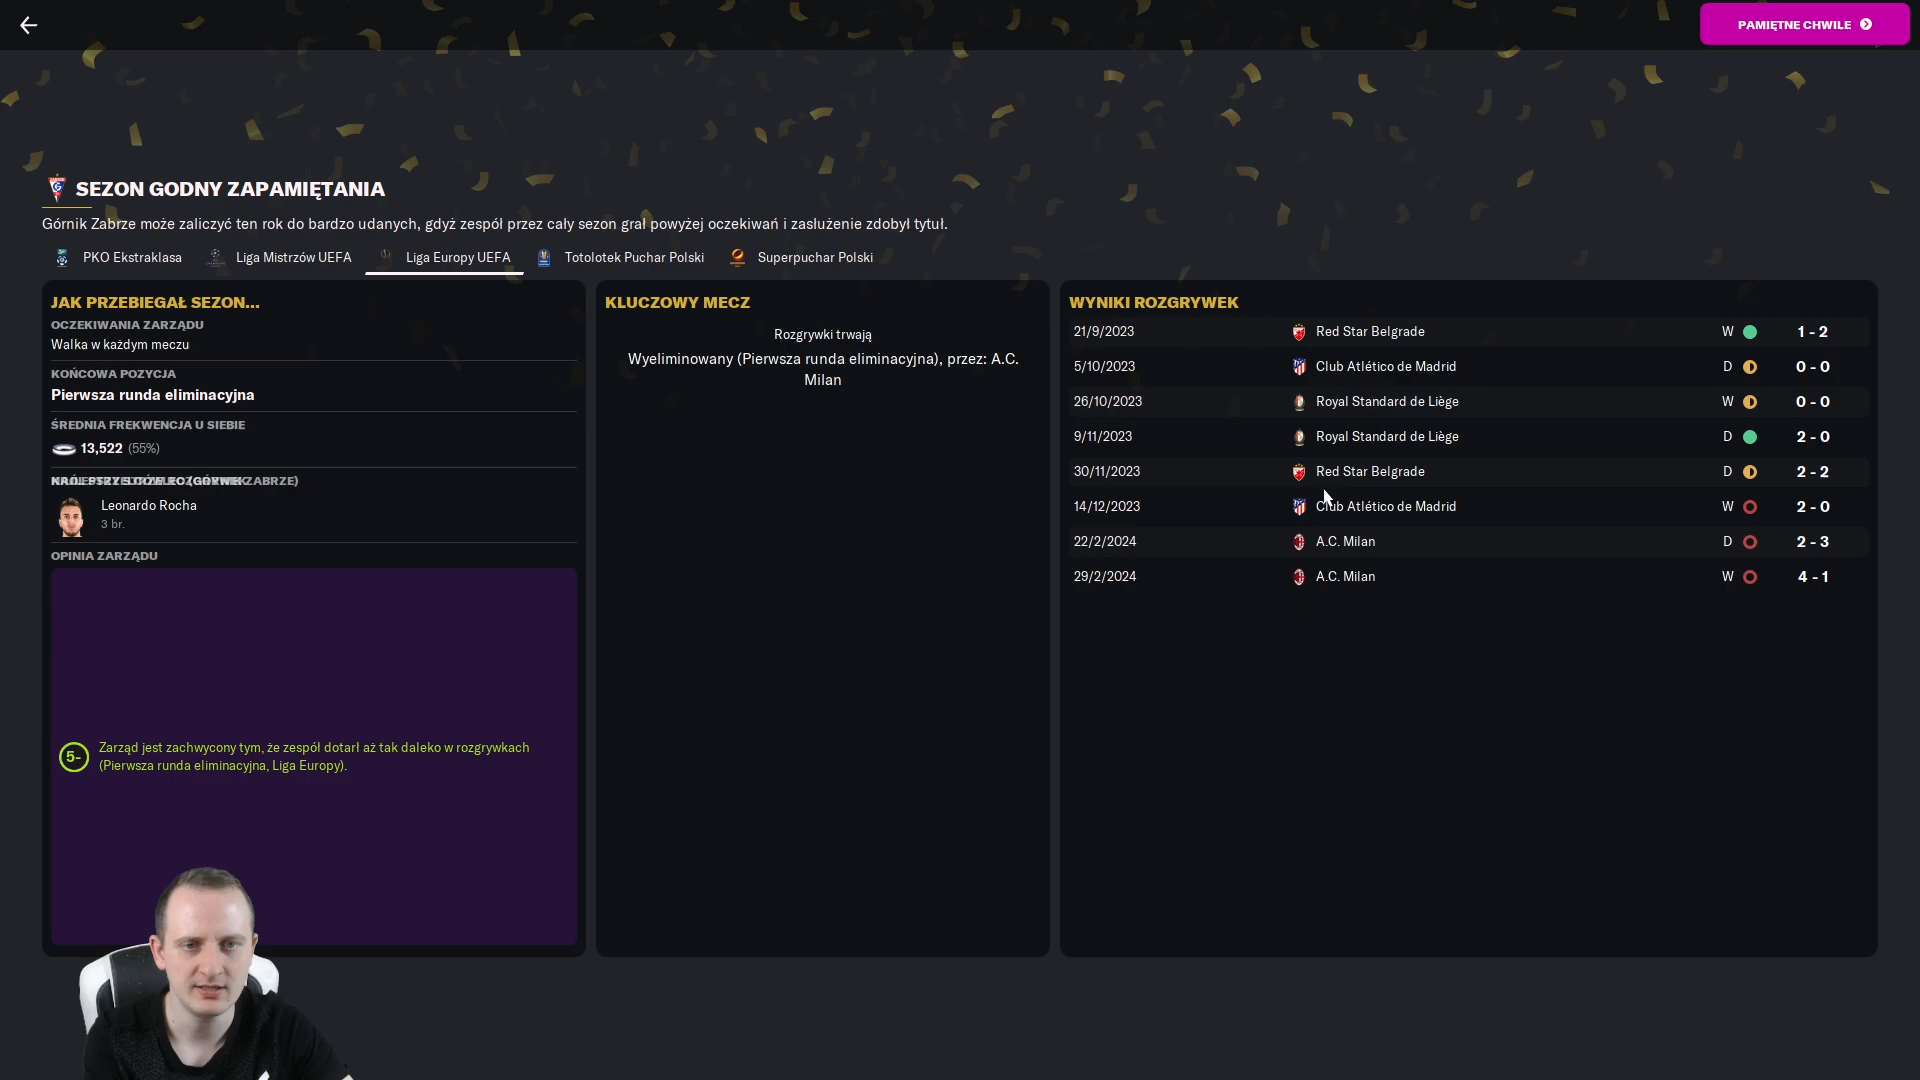 PAMIĘTNE CHWILE
SEZON GODNY ZAPAMIĘTANIA
Górnik Zabrze może zaliczyć ten rok do bardzo udanych, gdyż zespół przez cały sezon grał powyżej oczekiwań i zasłużenie zdobył tytuł.
PKO Ekstraklasa Liga Mistrzów UEFA Liga Europy UEFA Totolotek Puchar Polski Superpuchar Polski
JAK PRZEBIEGAŁ SEZON...
OCZEKIWANIA ZARZĄDU
Walka w każdym meczu
KOŃCOWA POZYCJA
Pierwsza runda eliminacyjna
ŚREDNIA FREKWENCJA U SIEBIE
13,522 (55%)
Leonardo Rocha
3 br.
OPINIA ZARZĄDU
5-
Zarząd jest zachwycony tym, że zespół dotarł aż tak daleko w rozgrywkach
(Pierwsza runda eliminacyjna, Liga Europy).
KLUCZOWY MECZ
Rozgrywki trwają
Wyeliminowany (Pierwsza runda eliminacyjna), przez: A.C.
Milan
WYNIKI ROZGRYWEK
21/9/2023 Red Star Belgrade W 1 - 2
5/10/2023 Club Atlético de Madrid D 0 - 0
26/10/2023 Royal Standard de Liège W 0 - 0
9/11/2023 Royal Standard de Liège D 2 - 0
30/11/2023 Red Star Belgrade D 2 - 2
14/12/2023 Club Atlético de Madrid W 2 - 0
22/2/2024 A.C. Milan D 2 - 3
29/2/2024 A.C. Milan W 4 - 1